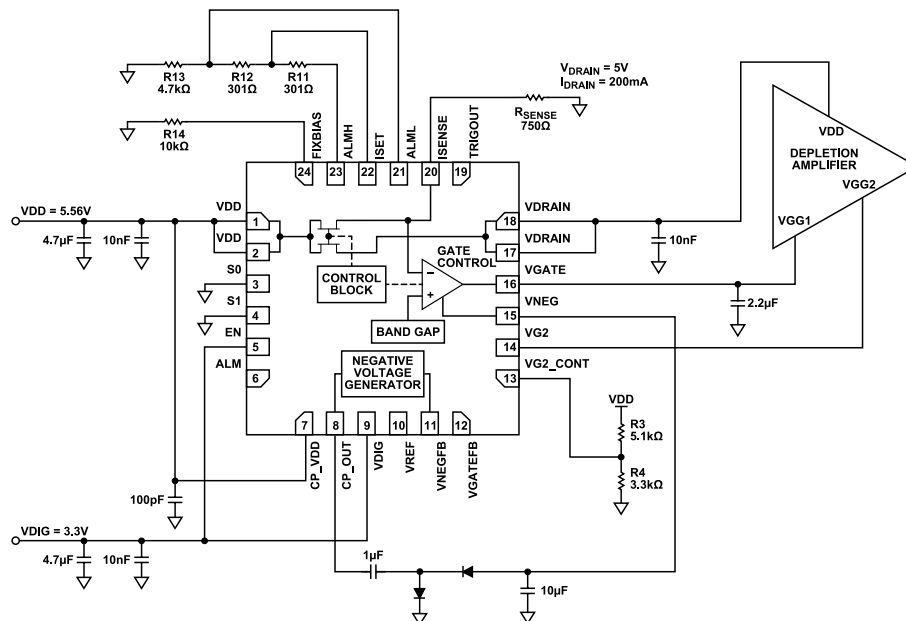 R13
4.7kΩ
R12
301Ω
R11
301Ω
R14
10kΩ
VDRAIN = 5V
IDRAIN = 200mA
RSENSE
750Ω
FIXBIAS
ALMH
ISET
ALML
ISENSE
TRIGOUT
24
23
22
21
20
19
VDD
DEPLETION
AMPLIFIER
VGG2
VGG1
VDD = 5.56V
4.7µF
10nF
VDD
1
VDD
2
S0
3
S1
4
EN
5
ALM
6
CONTROL
BLOCK
GATE
CONTROL
–
+
BAND GAP
NEGATIVE
VOLTAGE
GENERATOR
VDRAIN
18
VDRAIN
17
VGATE
16
VNEG
15
VG2
14
VG2_CONT
13
10nF
2.2µF
VDD
R3
5.1kΩ
R4
3.3kΩ
7
8
9
10
11
12
CP_VDD
CP_OUT
VDIG
VREF
VNEGFB
VGATEFB
100pF
VDIG = 3.3V
4.7µF
10nF
1µF
10µF